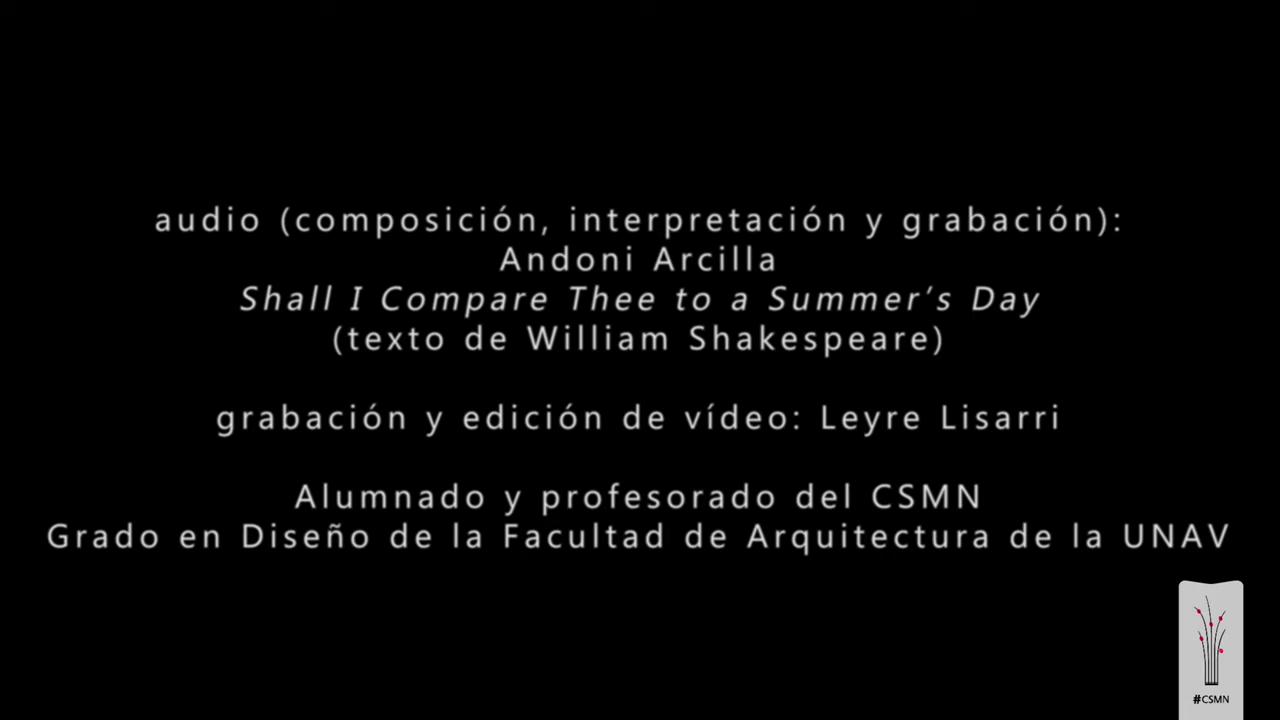 audio (composición, interpretación y grabación):
Andoni Arcilla
Shall I Compare Thee to a Summer’s Day
(texto de William Shakespeare)
grabación y edición de vídeo: Leyre Lisarri
Alumnado y profesorado del CSMN
Grado en Diseño de la Facultad de Arquitectura de la UNAV
#CSMN